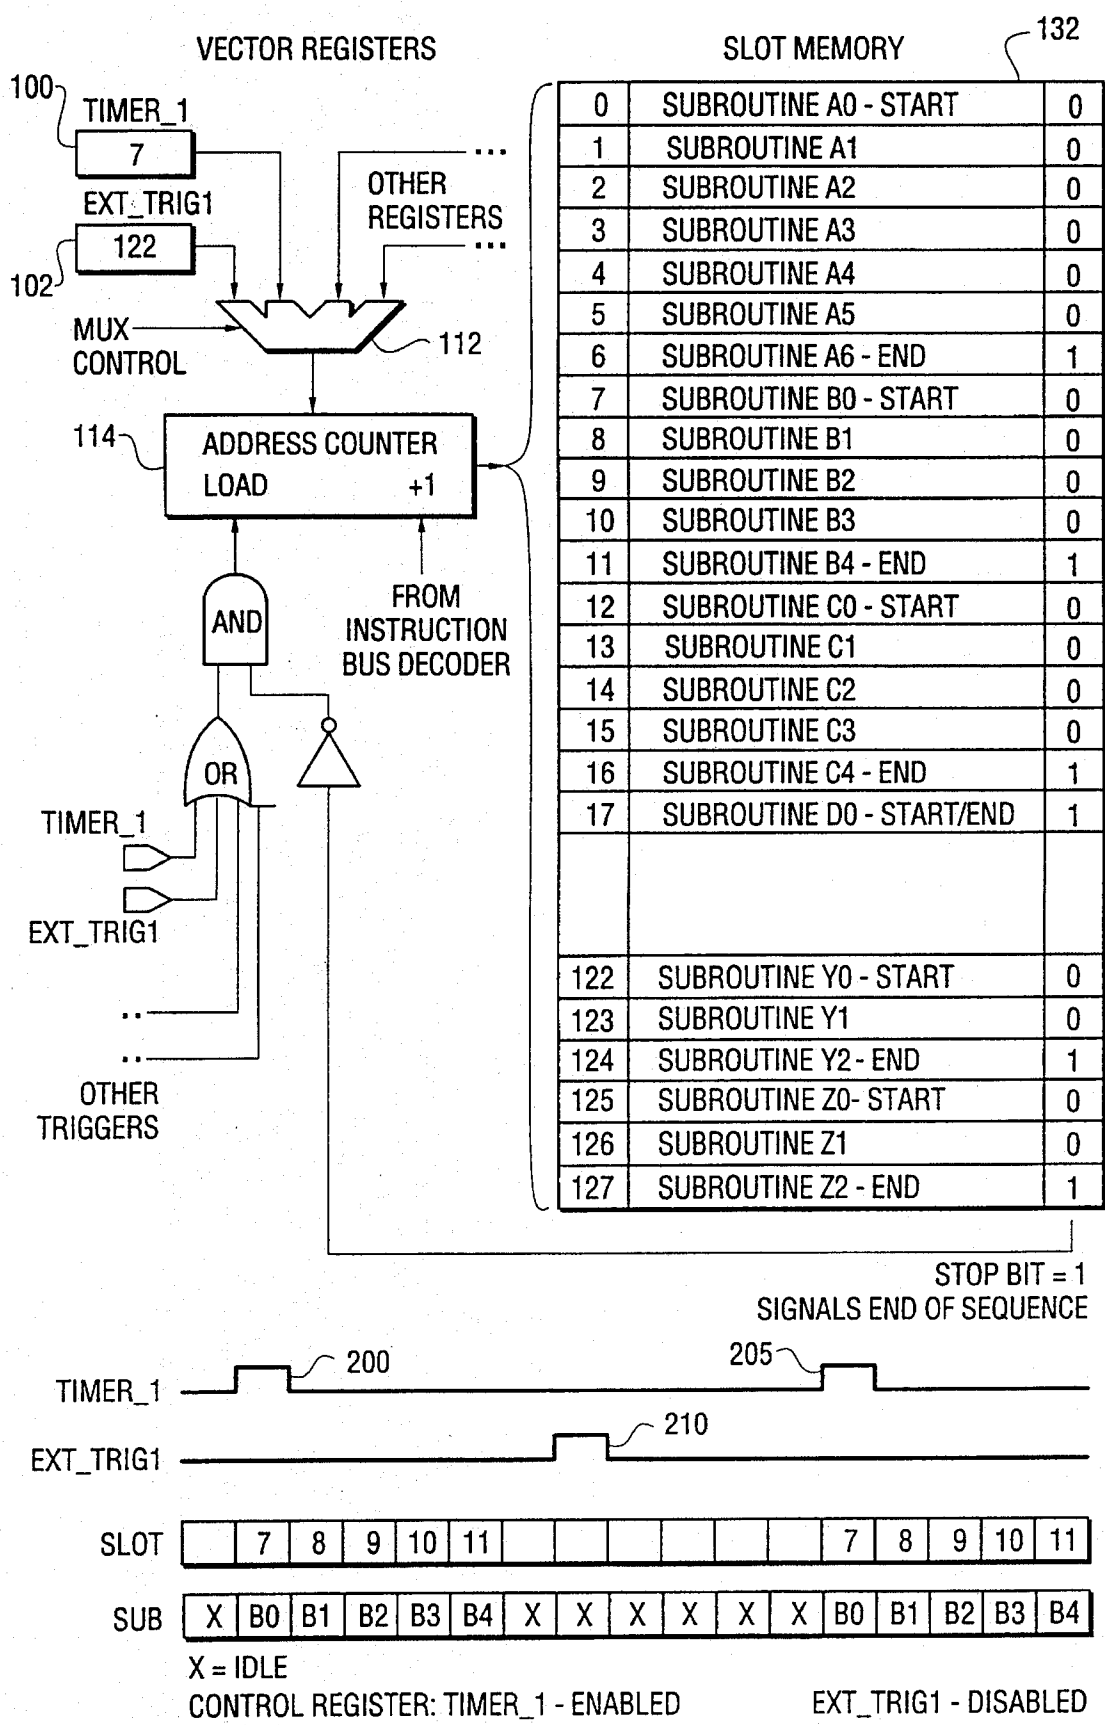 VECTOR REGISTERS
SLOT MEMORY
132
100
TIMER_1
7
EXT_TRIG1
122
102
OTHER
REGISTERS
...
...
MUX
CONTROL
112
114
ADDRESS COUNTER
LOAD +1
AND
FROM
INSTRUCTION
BUS DECODER
OR
TIMER_1
EXT_TRIG1
..
..
OTHER
TRIGGERS
0 SUBROUTINE A0 - START 0
1 SUBROUTINE A1 0
2 SUBROUTINE A2 0
3 SUBROUTINE A3 0
4 SUBROUTINE A4 0
5 SUBROUTINE A5 0
6 SUBROUTINE A6 - END 1
7 SUBROUTINE B0 - START 0
8 SUBROUTINE B1 0
9 SUBROUTINE B2 0
10 SUBROUTINE B3 0
11 SUBROUTINE B4 - END 1
12 SUBROUTINE C0 - START 0
13 SUBROUTINE C1 0
14 SUBROUTINE C2 0
15 SUBROUTINE C3 0
16 SUBROUTINE C4 - END 1
17 SUBROUTINE D0 - START/END 1
122 SUBROUTINE Y0 - START 0
123 SUBROUTINE Y1 0
124 SUBROUTINE Y2 - END 1
125 SUBROUTINE Z0- START 0
126 SUBROUTINE Z1 0
127 SUBROUTINE Z2 - END 1
STOP BIT = 1
SIGNALS END OF SEQUENCE
TIMER_1 200 205
EXT_TRIG1 210
SLOT 7 8 9 10 11 7 8 9 10 11
SUB X B0 B1 B2 B3 B4 X X X X X X B0 B1 B2 B3 B4
X = IDLE
CONTROL REGISTER: TIMER_1 - ENABLED EXT_TRIG1 - DISABLED